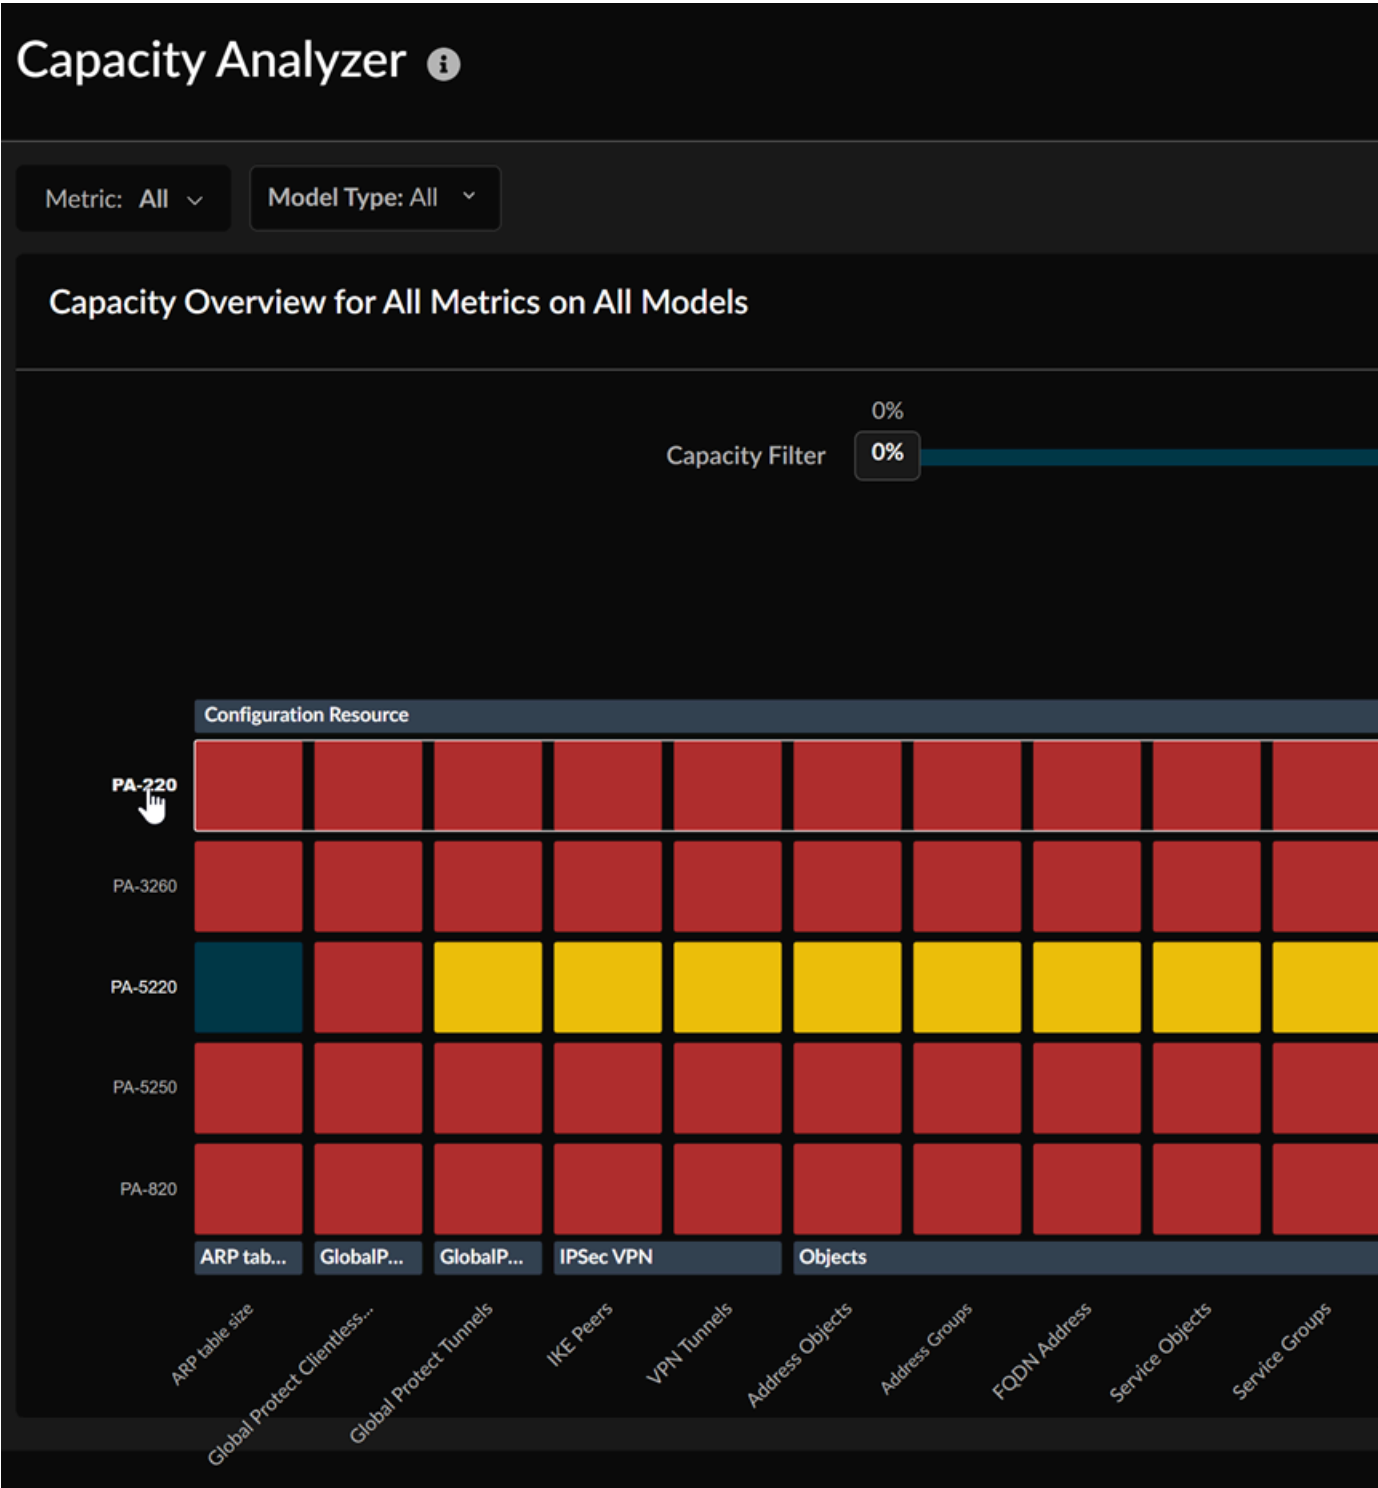 Capacity Analyzer
Metric: All
Model Type: All
Capacity Overview for All Metrics on All Models
0%
Capacity Filter 0%
Configuration Resource
PA-220
PA-3260
PA-5220
PA-5250
PA-820
ARP tab... GlobalP... GlobalP... IPSec VPN Objects
ARP table size
Global Protect Clientless...
Global Protect Tunnels
IKE Peers
VPN Tunnels
Address Objects
Address Groups
FQDN Address
Service Objects
Service Groups